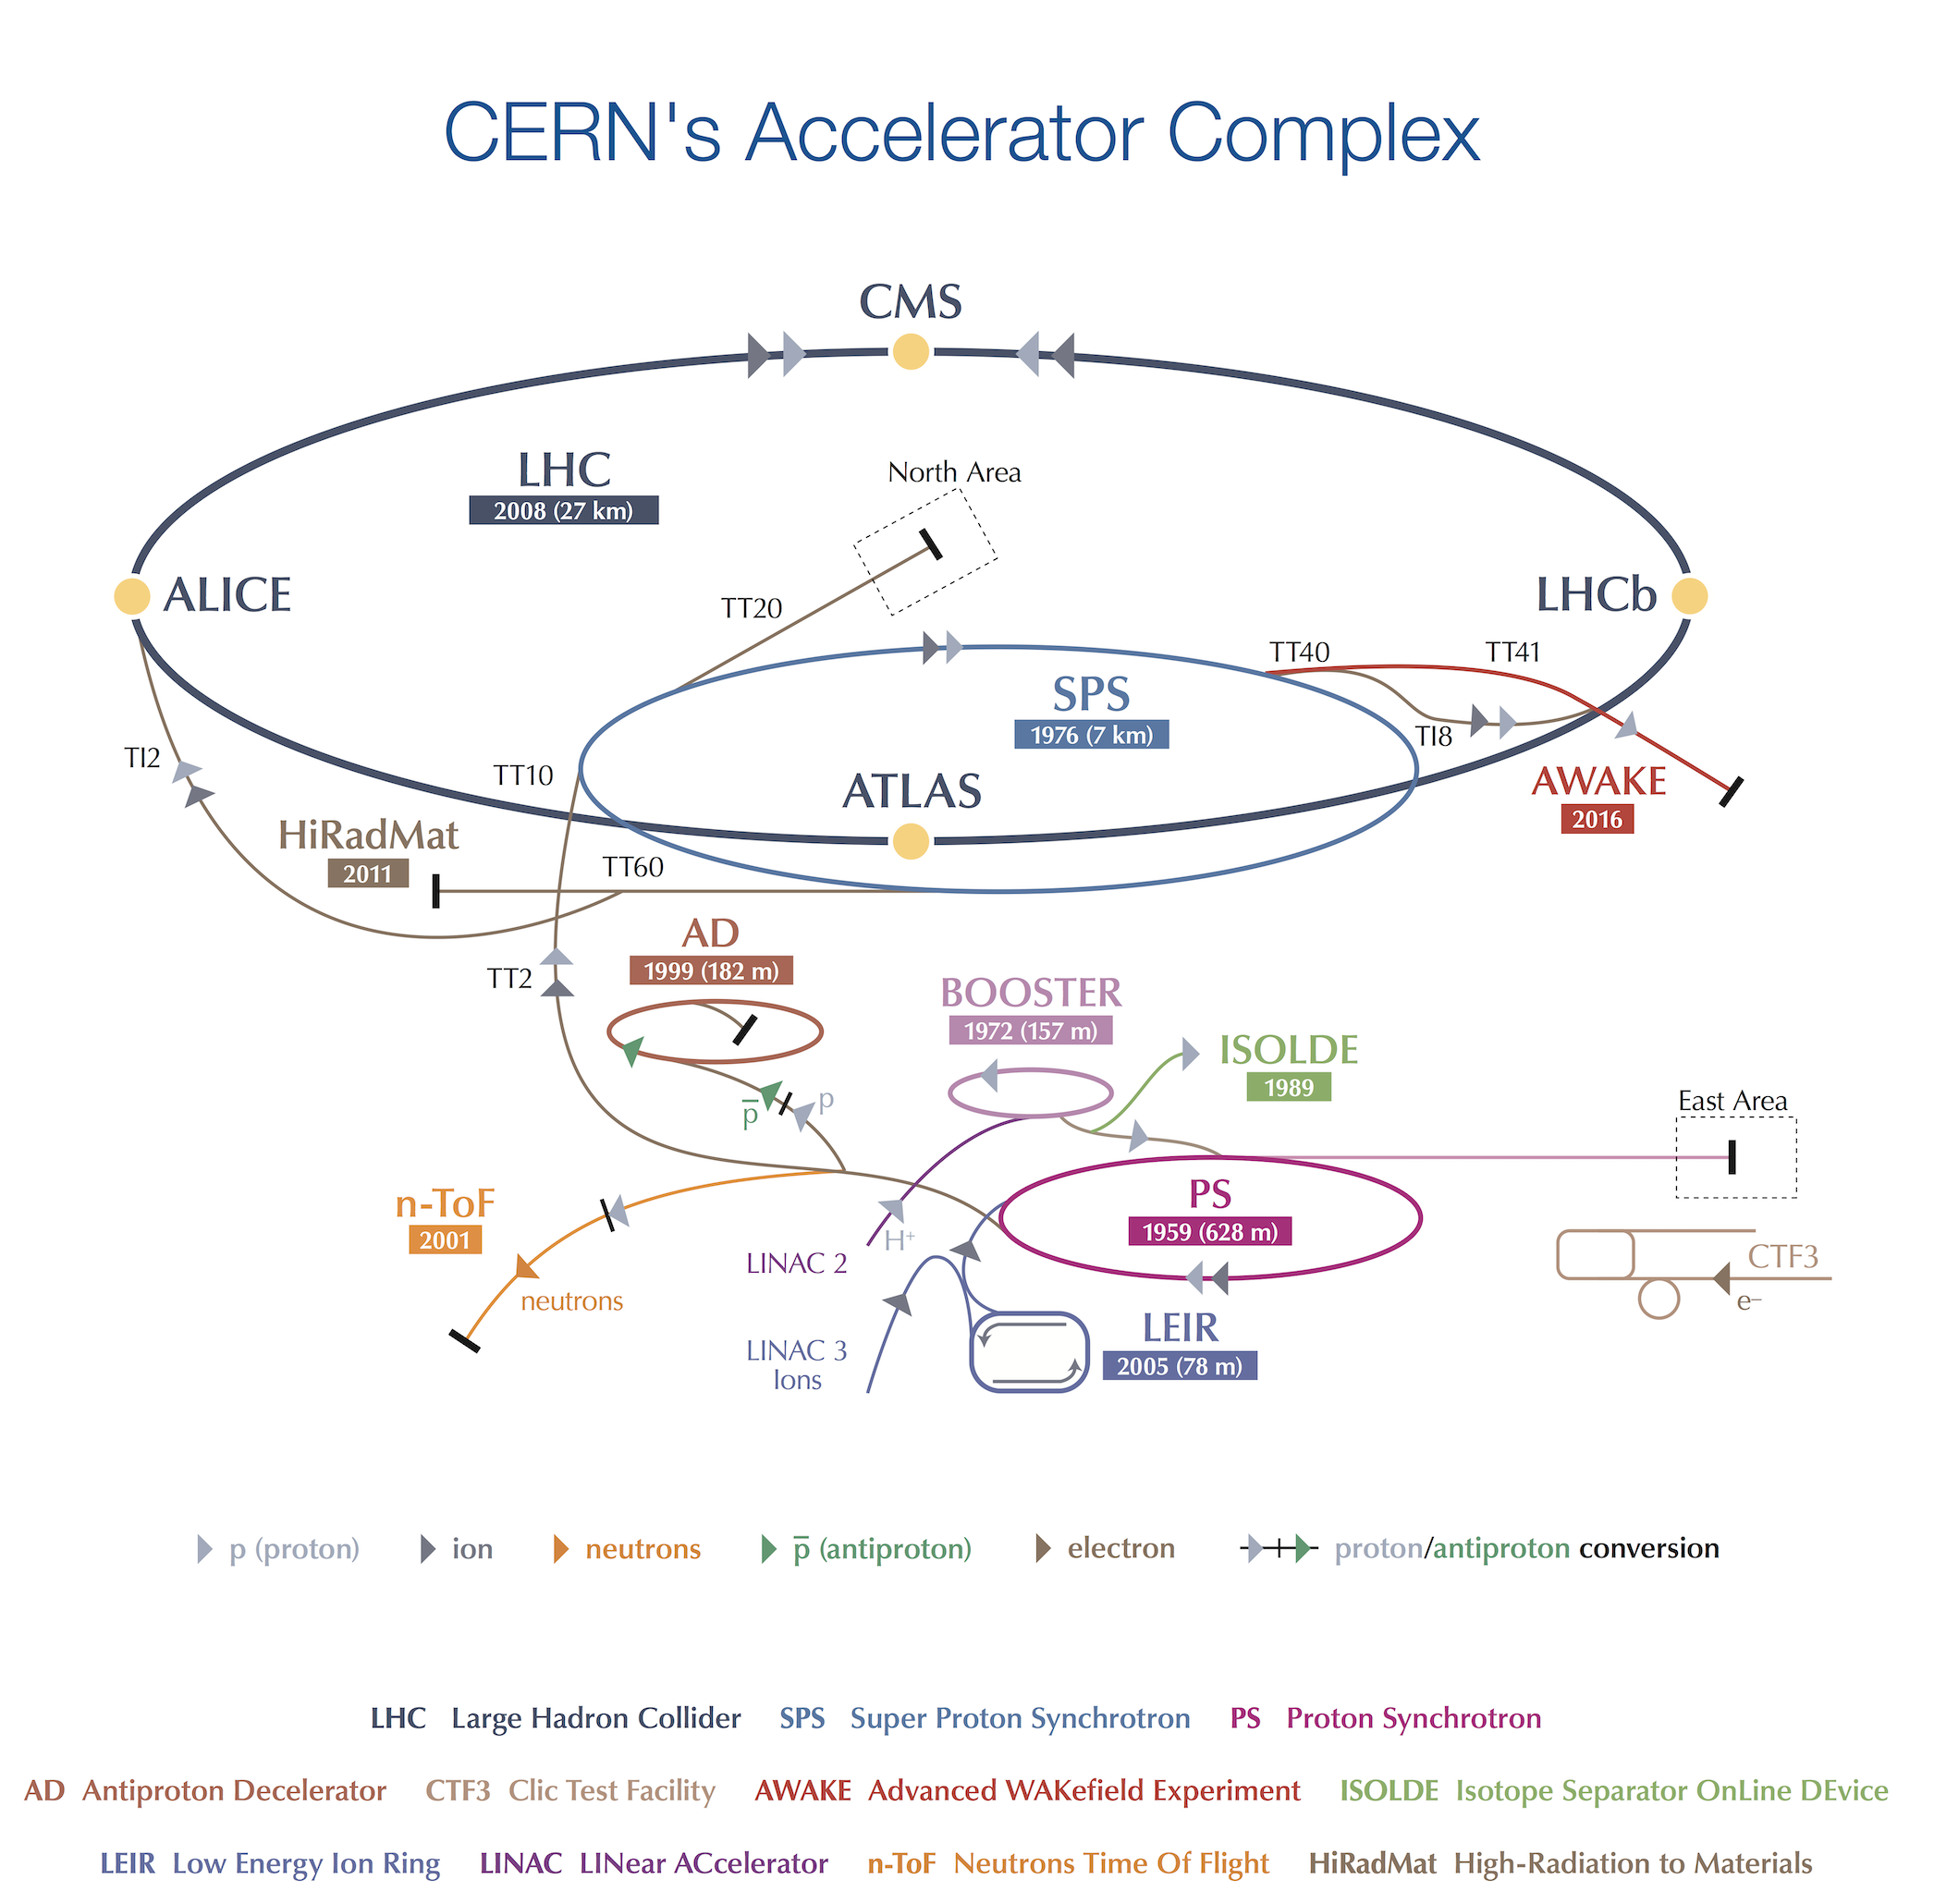 CERN's Accelerator Complex
CMS
LHC
2008 (27 km)
North Area
ALICE
LHCb
TT20
TT40
TT41
SPS
1976 (7 km)
TI2
TT10
TI8
ATLAS
AWAKE
2016
HiRadMat
2011
TT60
AD
1999 (182 m)
TT2
BOOSTER
1972 (157 m)
ISOLDE
1989
p̅
p
East Area
n-ToF
2001
PS
1959 (628 m)
H⁺
LINAC 2
CTF3
neutrons
e–
LEIR
2005 (78 m)
LINAC 3
Ions
p (proton)
ion
neutrons
p̅ (antiproton)
electron
proton/antiproton conversion
LHC Large Hadron Collider SPS Super Proton Synchrotron PS Proton Synchrotron
AD Antiproton Decelerator CTF3 Clic Test Facility AWAKE Advanced WAKefield Experiment ISOLDE Isotope Separator OnLine DEvice
LEIR Low Energy Ion Ring LINAC LINear ACcelerator n-ToF Neutrons Time Of Flight HiRadMat High-Radiation to Materials